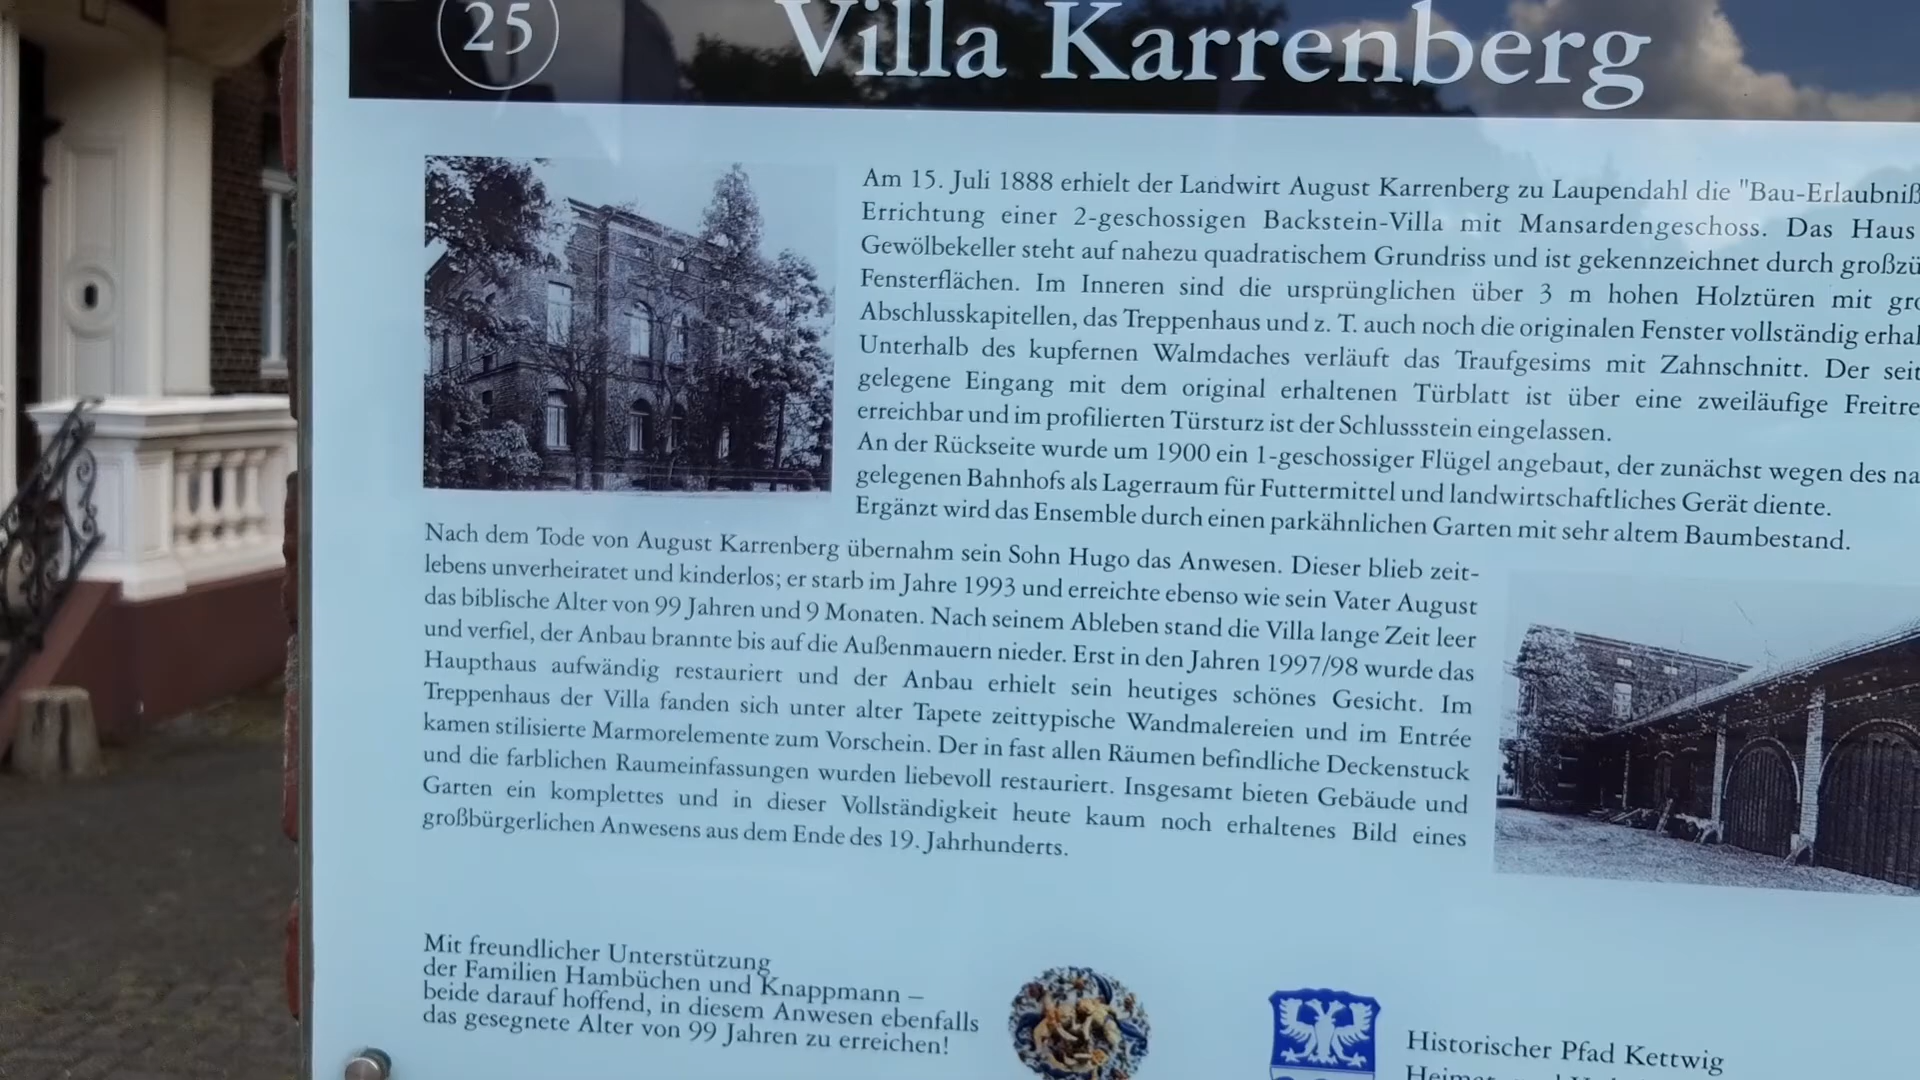 25
Villa Karrenberg
Am 15. Juli 1888 erhielt der Landwirt August Karrenberg zu Laupendahl die "Bau-Erlaubniß
Errichtung einer 2-geschossigen Backstein-Villa mit Mansardengeschoss. Das Haus
Gewölbekeller steht auf nahezu quadratischem Grundriss und ist gekennzeichnet durch großzü
Fensterflächen. Im Inneren sind die ursprünglichen über 3 m hohen Holztüren mit gro
Abschlusskapitellen, das Treppenhaus und z. T. auch noch die originalen Fenster vollständig erhal
Unterhalb des kupfernen Walmdaches verläuft das Traufgesims mit Zahnschnitt. Der seit
gelegene Eingang mit dem original erhaltenen Türblatt ist über eine zweiläufige Freitre
erreichbar und im profilierten Türsturz ist der Schlussstein eingelassen.
An der Rückseite wurde um 1900 ein 1-geschossiger Flügel angebaut, der zunächst wegen des na
gelegenen Bahnhofs als Lagerraum für Futtermittel und landwirtschaftliches Gerät diente.
Ergänzt wird das Ensemble durch einen parkähnlichen Garten mit sehr altem Baumbestand.
Nach dem Tode von August Karrenberg übernahm sein Sohn Hugo das Anwesen. Dieser blieb zeit-
lebens unverheiratet und kinderlos; er starb im Jahre 1993 und erreichte ebenso wie sein Vater August
das biblische Alter von 99 Jahren und 9 Monaten. Nach seinem Ableben stand die Villa lange Zeit leer
und verfiel, der Anbau brannte bis auf die Außenmauern nieder. Erst in den Jahren 1997/98 wurde das
Haupthaus aufwändig restauriert und der Anbau erhielt sein heutiges schönes Gesicht. Im
Treppenhaus der Villa fanden sich unter alter Tapete zeittypische Wandmalereien und im Entrée
kamen stilisierte Marmorelemente zum Vorschein. Der in fast allen Räumen befindliche Deckenstuck
und die farblichen Raumeinfassungen wurden liebevoll restauriert. Insgesamt bieten Gebäude und
Garten ein komplettes und in dieser Vollständigkeit heute kaum noch erhaltenes Bild eines
großbürgerlichen Anwesens aus dem Ende des 19. Jahrhunderts.
Mit freundlicher Unterstützung
der Familien Hambüchen und Knappmann –
beide darauf hoffend, in diesem Anwesen ebenfalls
das gesegnete Alter von 99 Jahren zu erreichen!
Historischer Pfad Kettwig